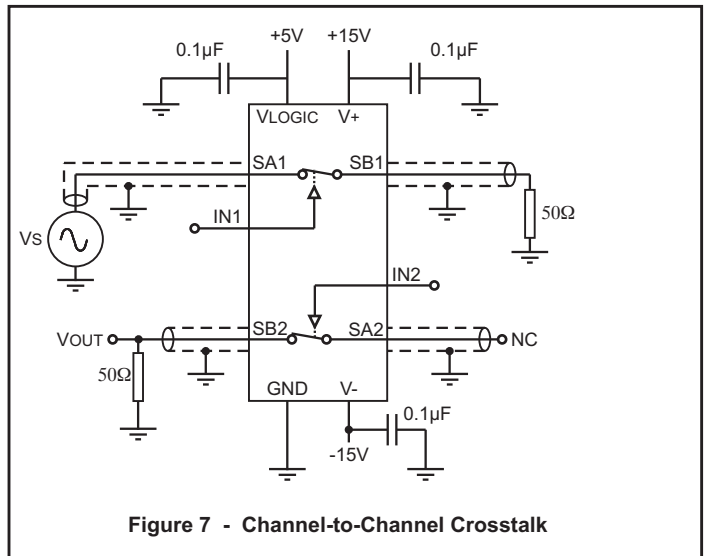 +5V +15V
0.1µF 0.1µF
VLOGIC V+
SA1 SB1
IN1 50Ω
VS
IN2
VOUT SB2 SA2 NC
50Ω
GND V-
0.1µF
-15V
Figure 7 - Channel-to-Channel Crosstalk